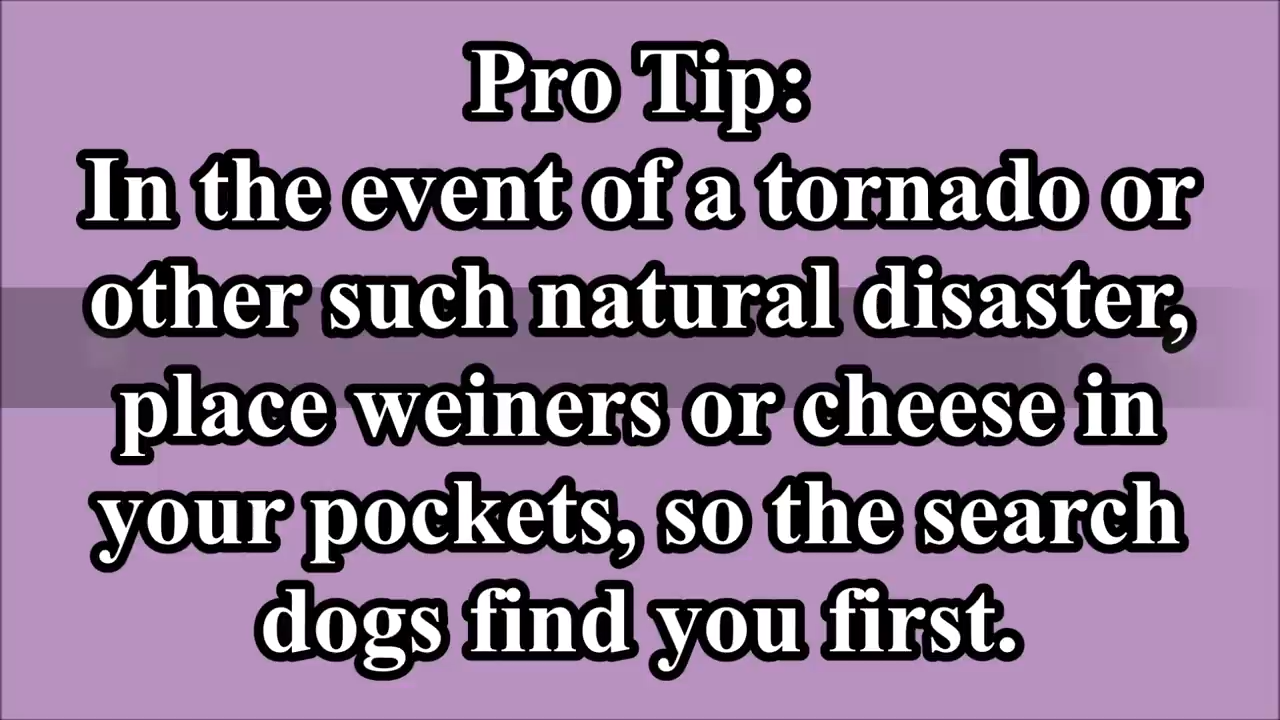 Pro Tip:
In the event of a tornado or
other such natural disaster,
place weiners or cheese in
your pockets, so the search
dogs find you first.